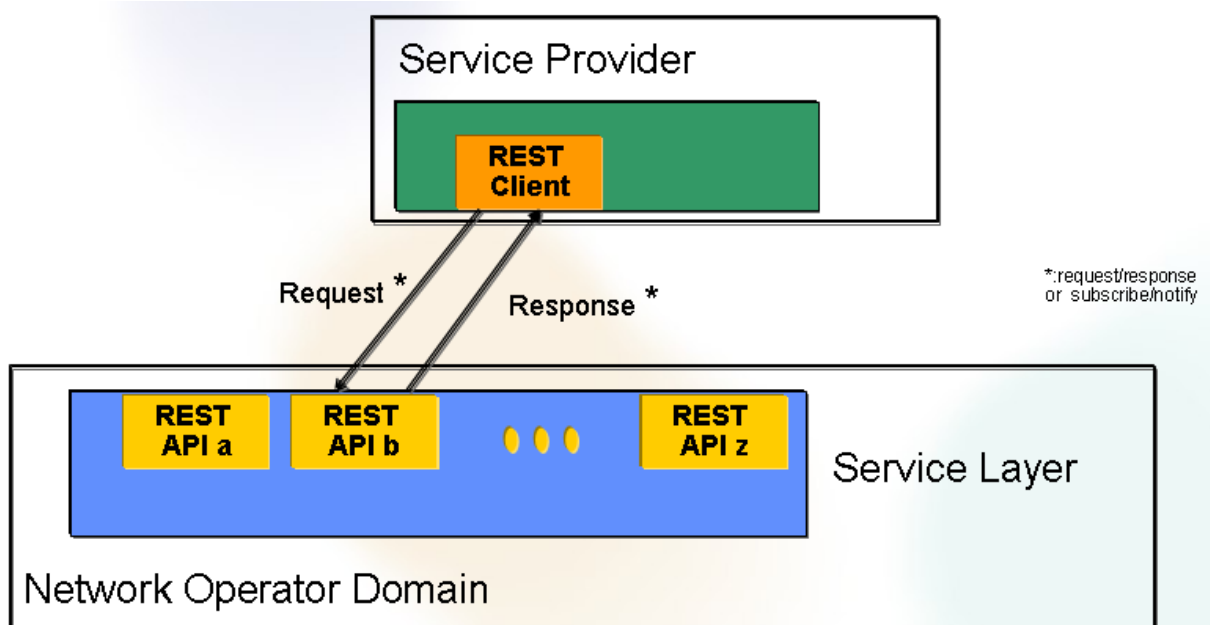 Service Provider
REST
Client
Request *
Response *
*:request/response
or subscribe/notify
REST
API a
REST
API b
REST
API z
Service Layer
Network Operator Domain